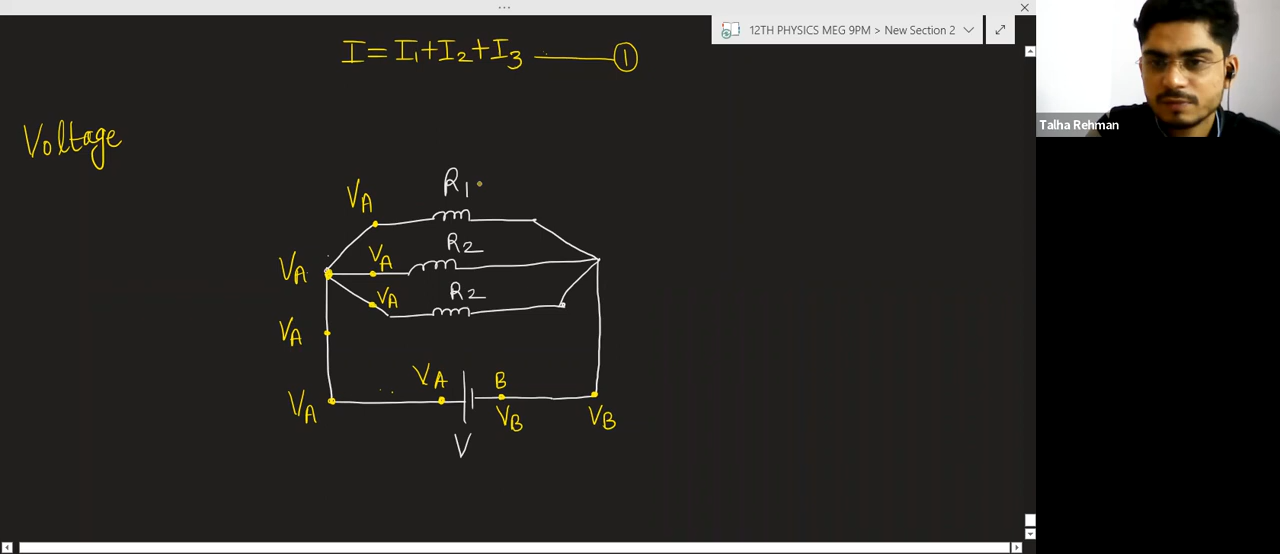 12TH PHYSICS MEG 9PM > New Section 2
I = I1+I2+I3 ——— ①
Talha Rehman
Voltage
R1
VA
R2
VA
VA
R2
VA
VA
VA
B
VA
VB
VB
V